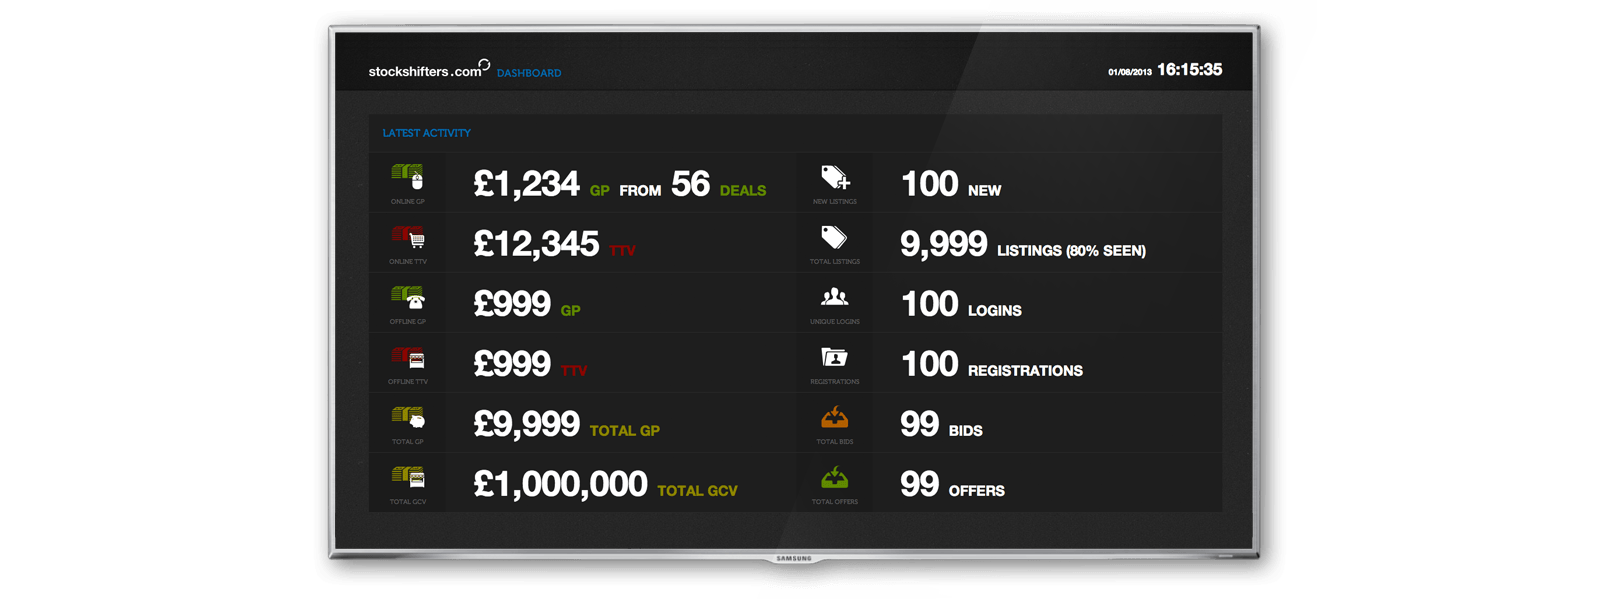 stockshifters.com DASHBOARD
01/08/2013 16:15:35
LATEST ACTIVITY
ONLINE GP
£1,234 GP FROM 56 DEALS
NEW LISTINGS
100 NEW
ONLINE TTV
£12,345 TTV
TOTAL LISTINGS
9,999 LISTINGS (80% SEEN)
OFFLINE GP
£999 GP
UNIQUE LOGINS
100 LOGINS
OFFLINE TTV
£999 TTV
REGISTRATIONS
100 REGISTRATIONS
TOTAL GP
£9,999 TOTAL GP
TOTAL BIDS
99 BIDS
TOTAL GCV
£1,000,000 TOTAL GCV
TOTAL OFFERS
99 OFFERS
SAMSUNG